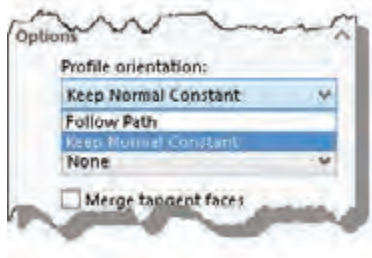 Options
Profile orientation:
Keep Normal Constant
Follow Path
Keep Normal Constant
None
Merge tangent faces